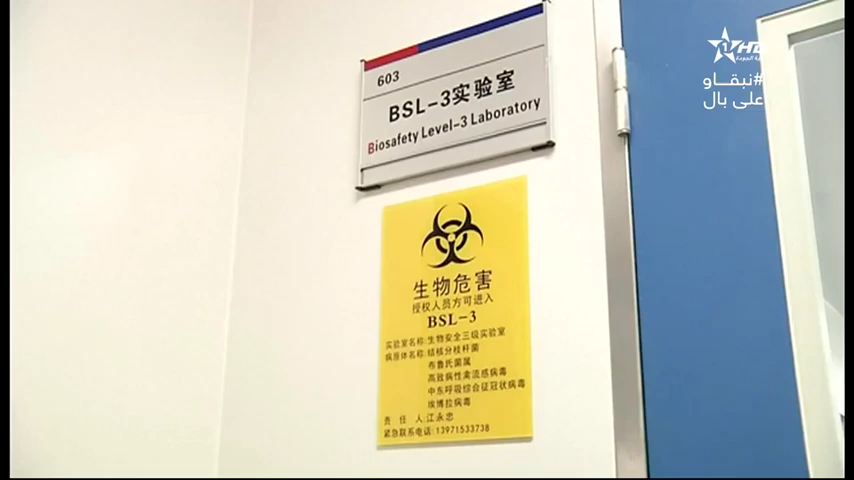 603
BSL-3实验室
Biosafety Level-3 Laboratory
生物危害
授权人员方可进入
BSL-3
实验室名称:生物安全三级实验室
病原体名称:结核分枝杆菌
布鲁氏菌属
高致病性禽流感病毒
中东呼吸综合征冠状病毒
埃博拉病毒
责 任 人:江永忠
紧急联系电话:13971533738
1 HD
#نبقاو
على بال